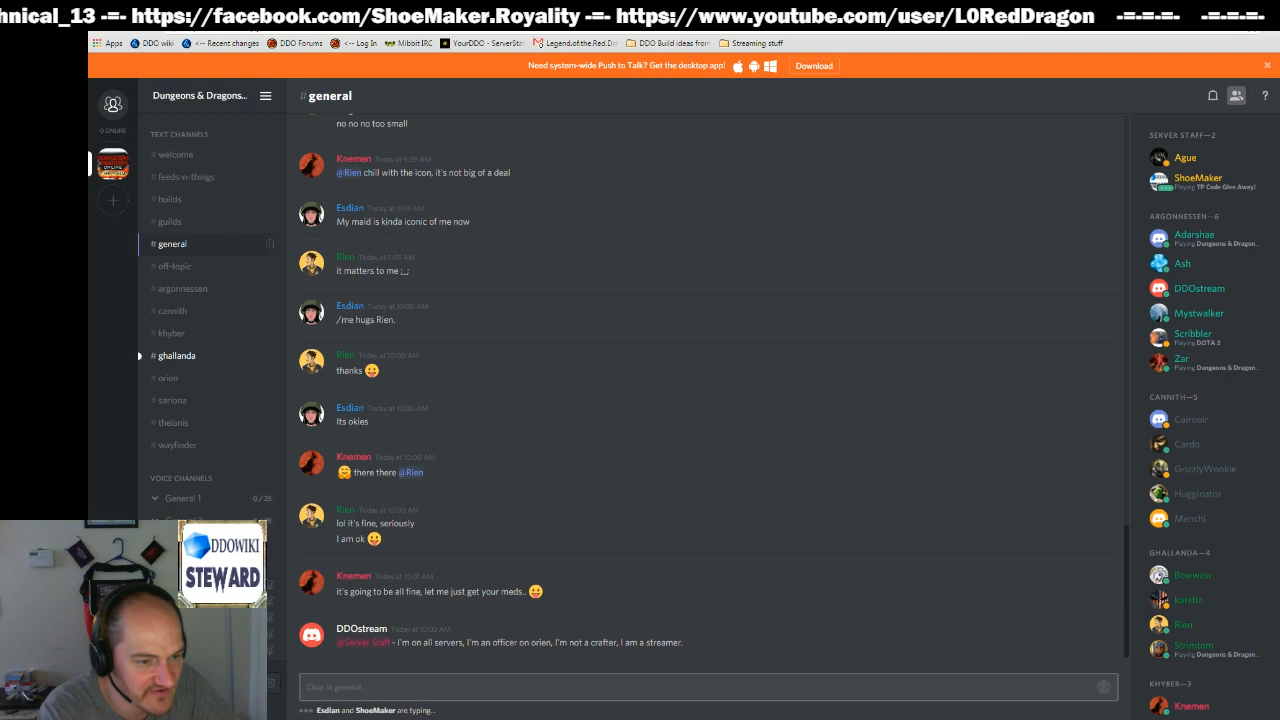 hnical_13 -=- https://facebook.com/ShoeMaker.Royality -=- https://www.youtube.com/user/L0RedDragon -=-=-=- -=-=-=-
Apps DDO wiki <-- Recent changes DDO Forums <-- Log In Mibbit IRC YourDDO - ServerSta Legend.of.the.Red.Dra DDO Build ideas from Streaming stuff
Need system-wide Push to Talk? Get the desktop app! Download
Dungeons & Dragons...
#general
0 ONLINE
TEXT CHANNELS
# welcome
# feeds-n-things
# builds
# guilds
# general
# off-topic
# argonnessen
# cannith
# khyber
# ghallanda
# orien
# sarlona
# thelanis
# wayfinder
VOICE CHANNELS
General 1 0/25
no no no too small
Knemen Today at 9:59 AM
@Rien chill with the icon, it's not big of a deal
Esdian Today at 9:59 AM
My maid is kinda iconic of me now
Rien Today at 9:59 AM
it matters to me ;_;
Esdian Today at 10:00 AM
/me hugs Rien.
Rien Today at 10:00 AM
thanks
Esdian Today at 10:00 AM
Its okies
Knemen Today at 10:00 AM
there there @Rien
Rien Today at 10:00 AM
lol it's fine, seriously
I am ok
Knemen Today at 10:01 AM
it's going to be all fine, let me just get your meds..
DDOstream Today at 10:03 AM
@Server Staff - I'm on all servers, I'm an officer on orien, I'm not a crafter, I am a streamer.
Chat in general...
Esdian and ShoeMaker are typing...
SERVER STAFF—2
Ague
ShoeMaker
Playing TP Code Give Away!
ARGONNESSEN—6
Adarshae
Playing Dungeons & Dragon...
Ash
DDOstream
Mystwalker
Scribbler
Playing DOTA 2
Zar
Playing Dungeons & Dragon...
CANNITH—5
Cairnoir
Cardo
GrizzlyWookie
Hugginator
Menchi
GHALLANDA—4
Bowwow
karstin
Rien
Strimtom
Playing Dungeons & Dragon...
KHYBER—3
Knemen
DDOWIKI
STEWARD